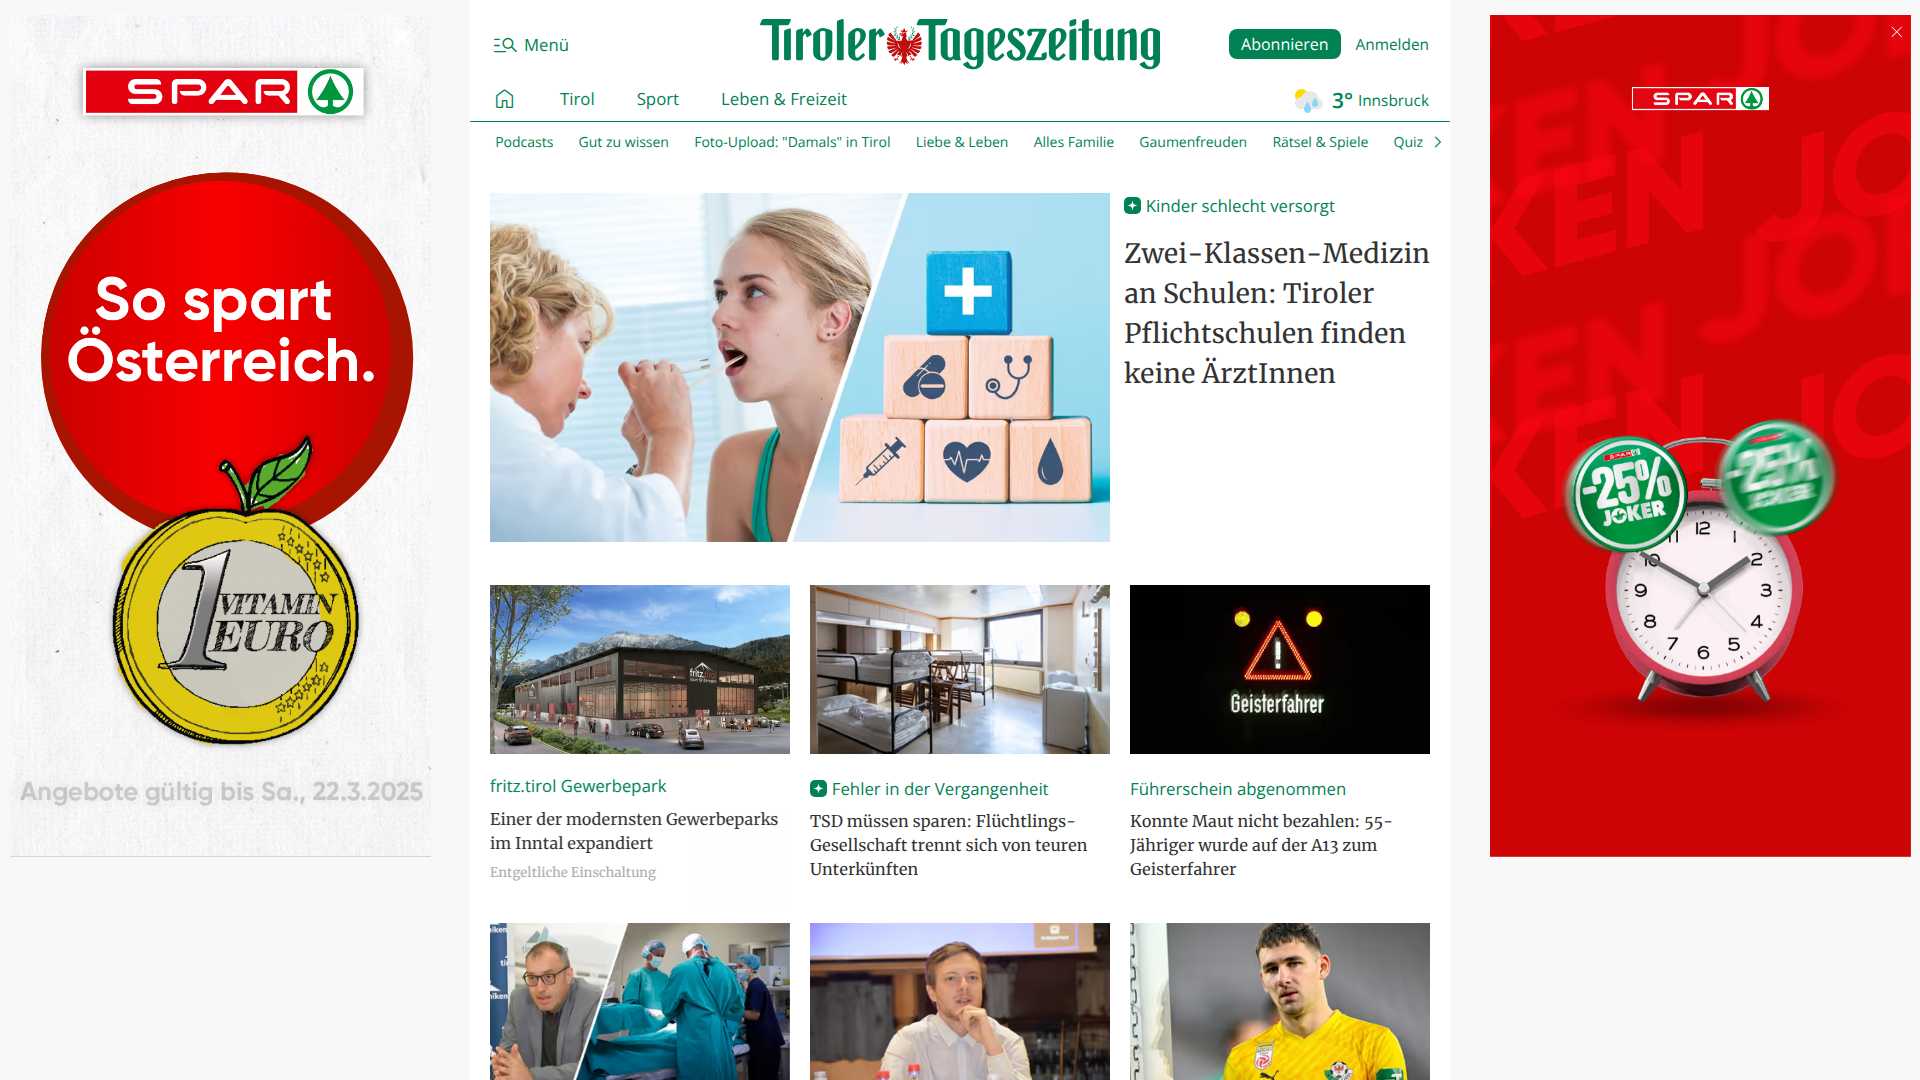 SPAR
So spart
Österreich.
1 VITAMIN
EURO
Angebote gültig bis Sa., 22.3.2025
Menü
Tiroler Tageszeitung
Abonnieren
Anmelden
Tirol
Sport
Leben & Freizeit
3° Innsbruck
Podcasts
Gut zu wissen
Foto-Upload: "Damals" in Tirol
Liebe & Leben
Alles Familie
Gaumenfreuden
Rätsel & Spiele
Quiz
Kinder schlecht versorgt
Zwei-Klassen-Medizin
an Schulen: Tiroler
Pflichtschulen finden
keine ÄrztInnen
fritz.tirol
Geisterfahrer
fritz.tirol Gewerbepark
Einer der modernsten Gewerbeparks
im Inntal expandiert
Entgeltliche Einschaltung
Fehler in der Vergangenheit
TSD müssen sparen: Flüchtlings-
Gesellschaft trennt sich von teuren
Unterkünften
Führerschein abgenommen
Konnte Maut nicht bezahlen: 55-
Jähriger wurde auf der A13 zum
Geisterfahrer
SPAR
-25%
JOKER
-25%
JOKER
12
1
2
3
4
5
6
7
8
9
10
11